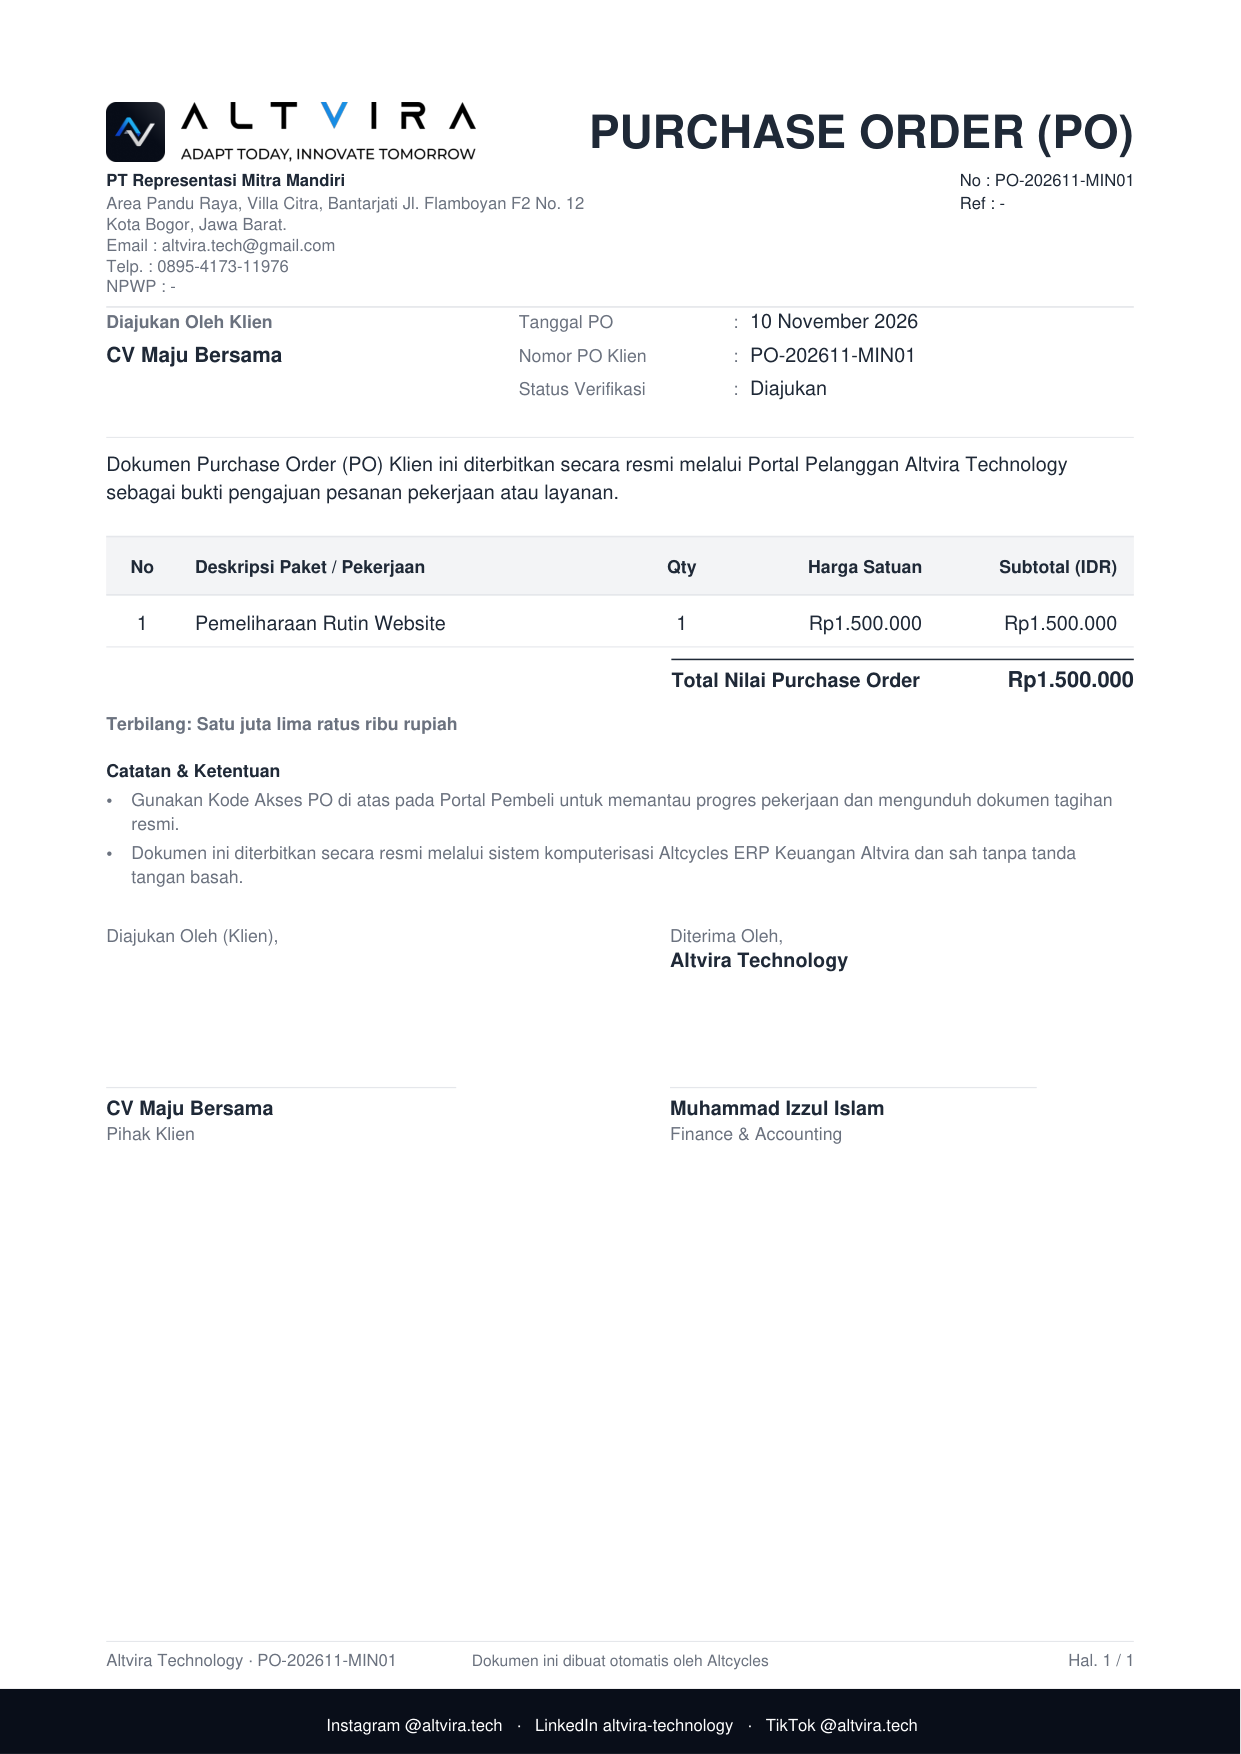 ALTVIRA
ADAPT TODAY, INNOVATE TOMORROW
PURCHASE ORDER (PO)
PT Representasi Mitra Mandiri
Area Pandu Raya, Villa Citra, Bantarjati Jl. Flamboyan F2 No. 12
Kota Bogor, Jawa Barat.
Email : altvira.tech@gmail.com
Telp. : 0895-4173-11976
NPWP : -
No : PO-202611-MIN01
Ref : -
Diajukan Oleh Klien
CV Maju Bersama
Tanggal PO : 10 November 2026
Nomor PO Klien : PO-202611-MIN01
Status Verifikasi : Diajukan
Dokumen Purchase Order (PO) Klien ini diterbitkan secara resmi melalui Portal Pelanggan Altvira Technology
sebagai bukti pengajuan pesanan pekerjaan atau layanan.
No Deskripsi Paket / Pekerjaan Qty Harga Satuan Subtotal (IDR)
1 Pemeliharaan Rutin Website 1 Rp1.500.000 Rp1.500.000
Total Nilai Purchase Order Rp1.500.000
Terbilang: Satu juta lima ratus ribu rupiah
Catatan & Ketentuan
• Gunakan Kode Akses PO di atas pada Portal Pembeli untuk memantau progres pekerjaan dan mengunduh dokumen tagihan
resmi.
• Dokumen ini diterbitkan secara resmi melalui sistem komputerisasi Altcycles ERP Keuangan Altvira dan sah tanpa tanda
tangan basah.
Diajukan Oleh (Klien),
Diterima Oleh,
Altvira Technology
CV Maju Bersama
Pihak Klien
Muhammad Izzul Islam
Finance & Accounting
Altvira Technology · PO-202611-MIN01 Dokumen ini dibuat otomatis oleh Altcycles Hal. 1 / 1
Instagram @altvira.tech · LinkedIn altvira-technology · TikTok @altvira.tech